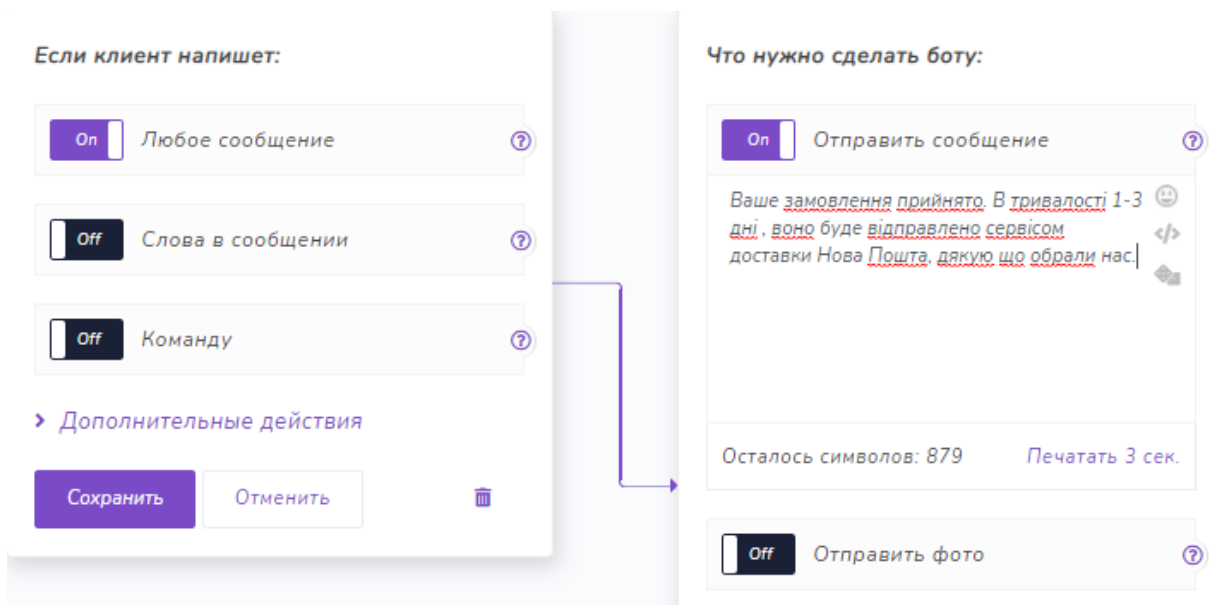 Если клиент напишет:
On Любое сообщение ?
Off Слова в сообщении ?
Off Команду ?
> Дополнительные действия
Сохранить Отменить
Что нужно сделать боту:
On Отправить сообщение ?
Ваше замовлення прийнято. В тривалості 1-3
дні , воно буде відправлено сервісом
доставки Нова Пошта, дякую що обрали нас.
</>
Осталось символов: 879 Печатать 3 сек.
Off Отправить фото ?